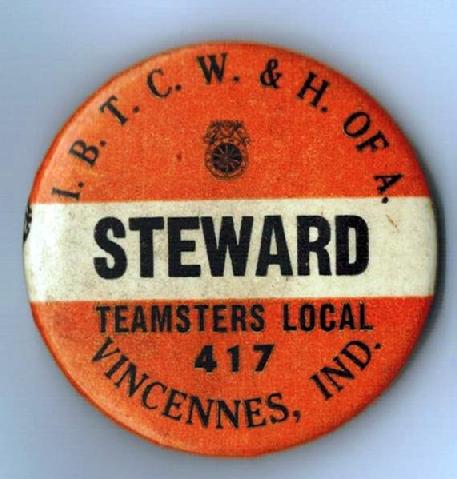 I. B. T. C. W. & H. OF A.
STEWARD
TEAMSTERS LOCAL
417
VINCENNES, IND.